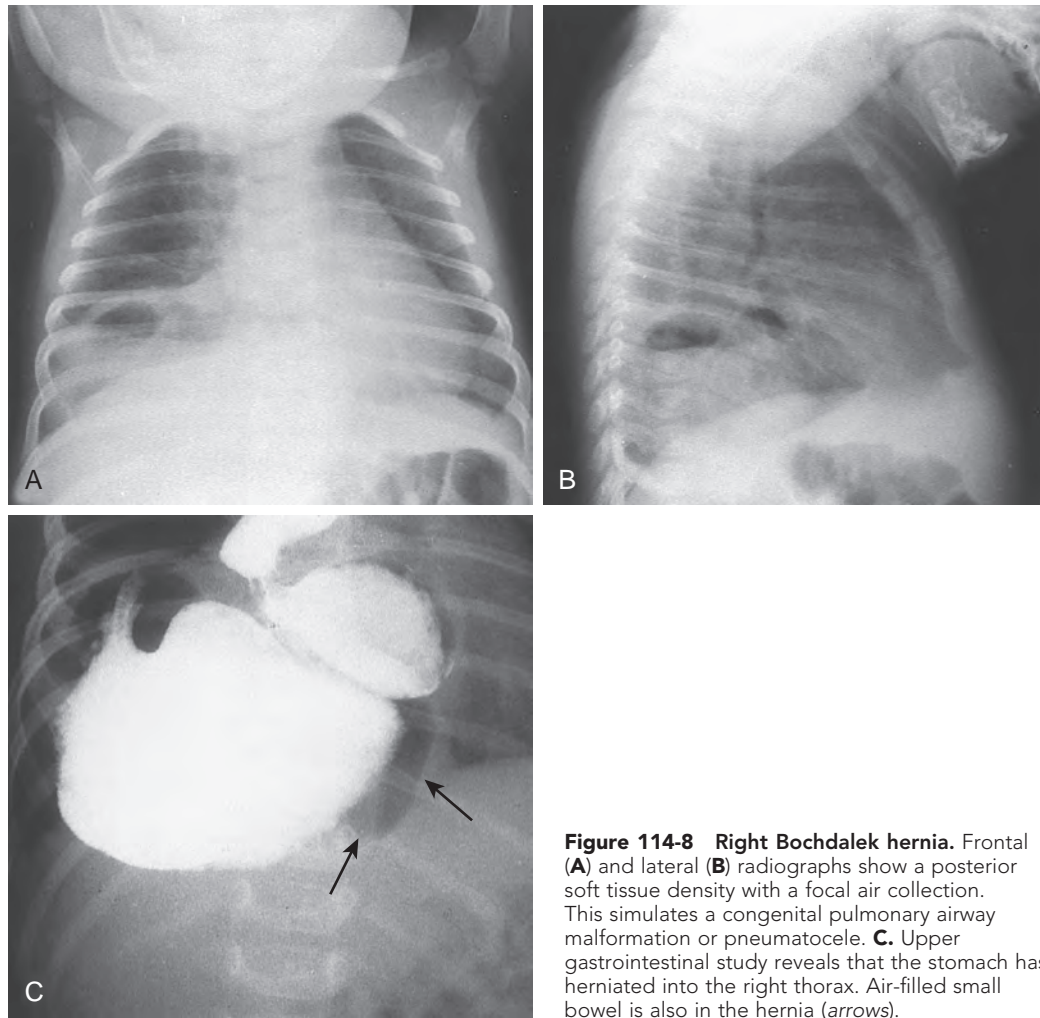 A
B
C
Figure 114-8 Right Bochdalek hernia. Frontal
(A) and lateral (B) radiographs show a posterior
soft tissue density with a focal air collection.
This simulates a congenital pulmonary airway
malformation or pneumatocele. C. Upper
gastrointestinal study reveals that the stomach has
herniated into the right thorax. Air-filled small
bowel is also in the hernia (arrows).